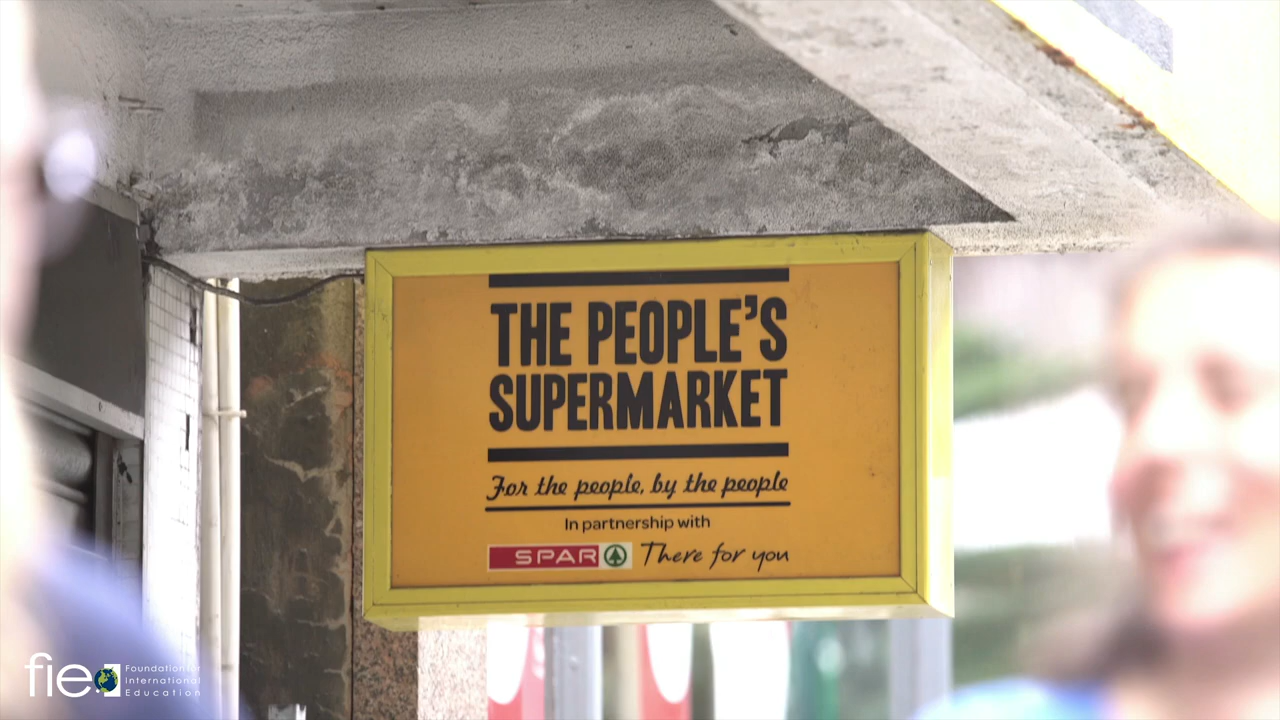 THE PEOPLE'S
SUPERMARKET
For the people, by the people
In partnership with
SPAR There for you
fie. Foundation for
International
Education